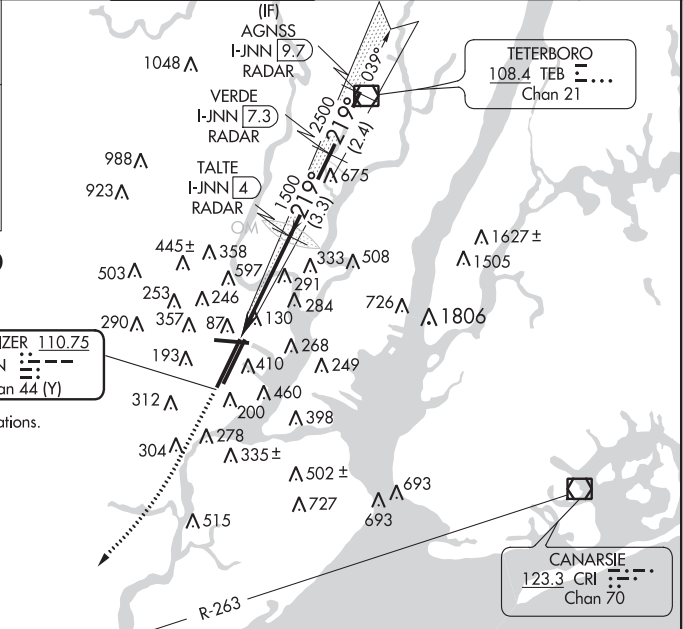 (IF)
AGNSS
I-JNN 9.7
RADAR
1048
039°
TETERBORO
108.4 TEB
Chan 21
VERDE
I-JNN 7.3
RADAR
2500
219°
(2.4)
988
923
TALTE
I-JNN 4
RADAR
675
1500
219°
(3.3)
OM
1627±
1505
445±
358
333
508
503
597
291
253
246
284
726
1806
290
357
87
130
IZER 110.75
N
an 44 (Y)
193
268
410
249
312
200
460
ations.
398
304
278
335±
502±
693
727
693
515
CANARSIE
123.3 CRI
Chan 70
R-263